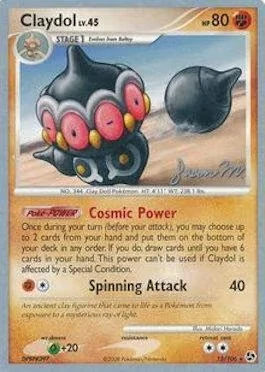 Claydol LV.45
HP 80
STAGE 1 Evolves from Baltoy
Jason M
NO. 344 Clay Doll Pokémon HT: 4'11" WT: 238.1 lbs.
Poké-POWER Cosmic Power
Once during your turn (before your attack), you may choose up
to 2 cards from your hand and put them on the bottom of
your deck in any order. If you do, draw cards until you have 6
cards in your hand. This power can't be used if Claydol is
affected by a Special Condition.
Spinning Attack 40
An ancient clay figurine that came to life as a Pokémon from
exposure to a mysterious ray of light.
Illus. Midori Harada
+20
©2008 Pokémon/Nintendo
15/106